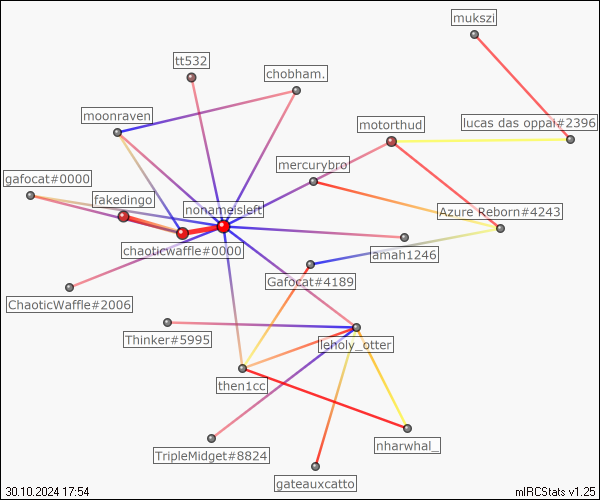 mukszi
tt532
chobham.
moonraven
motorthud
lucas das oppai#2396
mercurybro
gafocat#0000
fakedingo
nonameisleft
Azure Reborn#4243
chaoticwaffle#0000
amah1246
Gafocat#4189
ChaoticWaffle#2006
Thinker#5995
leholy_otter
then1cc
nharwhal_
TripleMidget#8824
gateauxcatto
30.10.2024 17:54
mIRCStats v1.25